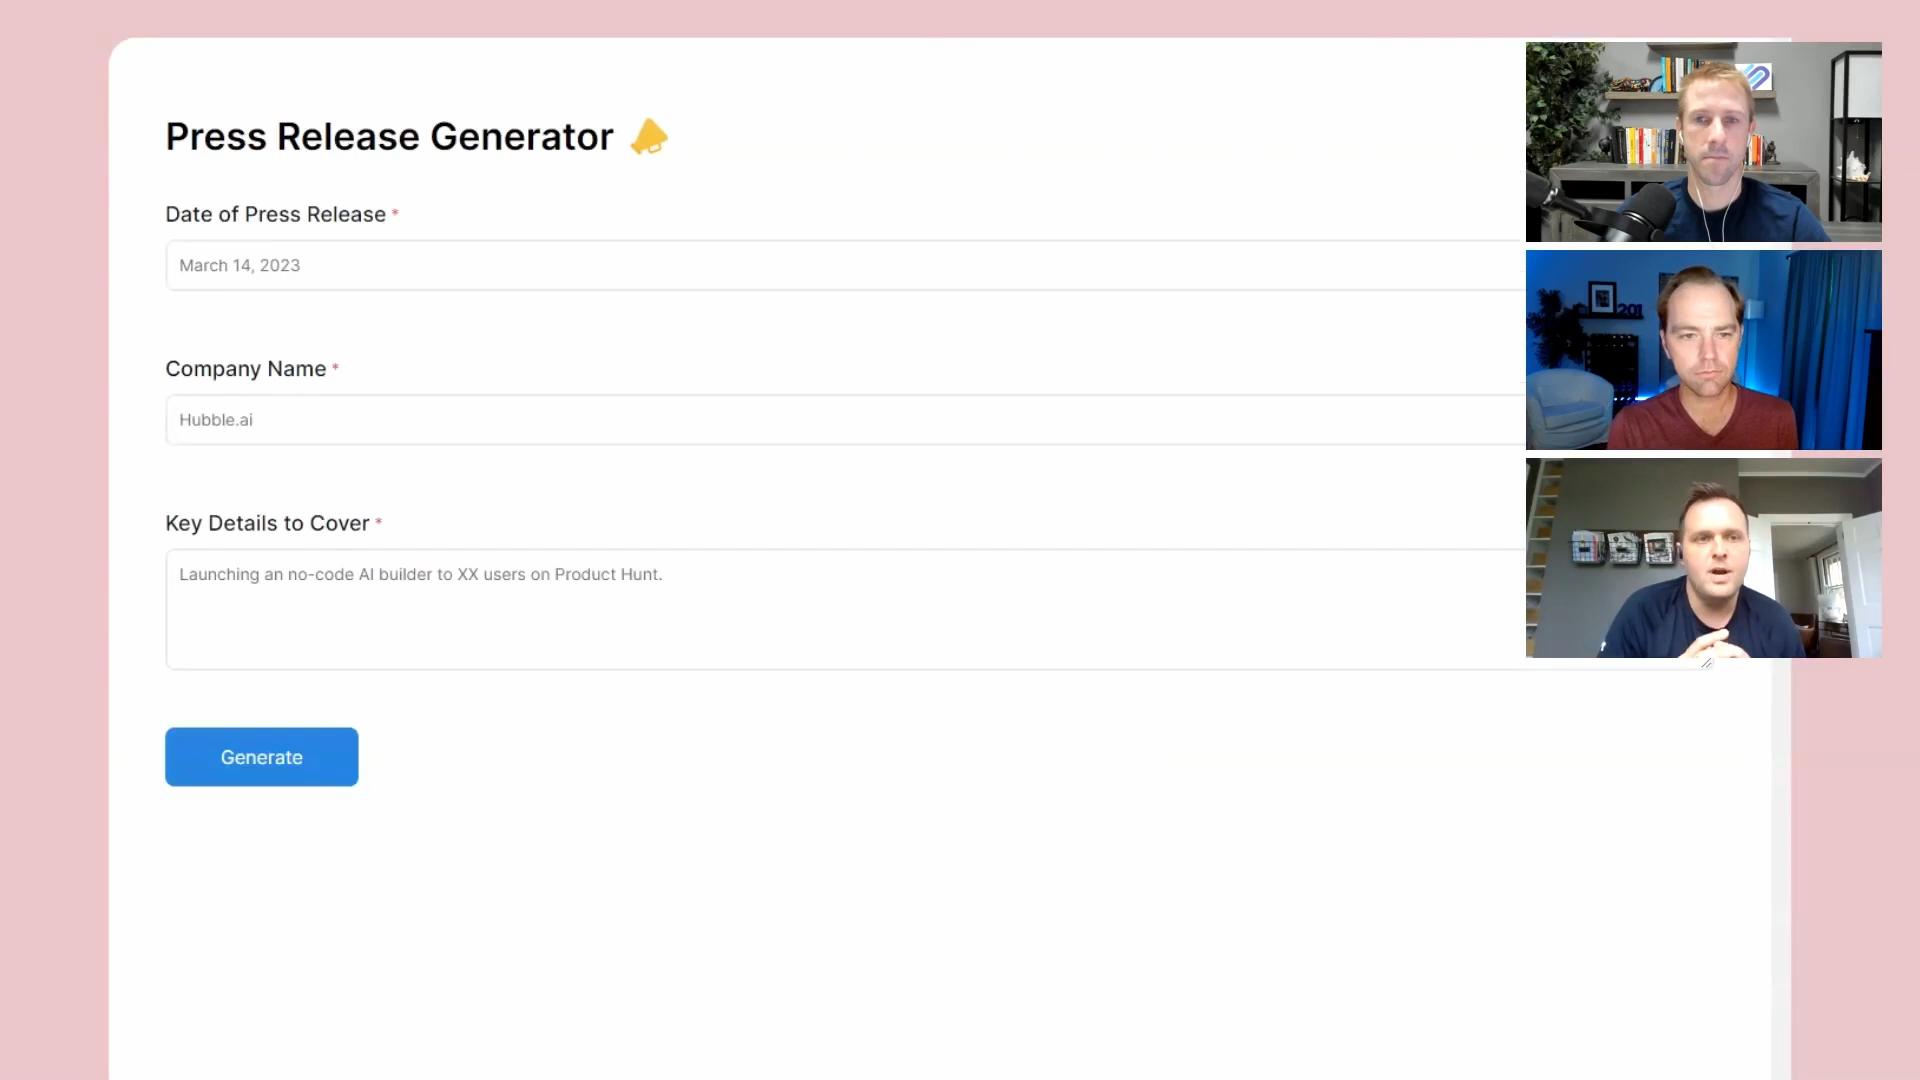 Press Release Generator
Date of Press Release *
March 14, 2023
Company Name *
Hubble.ai
Key Details to Cover *
Launching an no-code AI builder to XX users on Product Hunt.
Generate
201